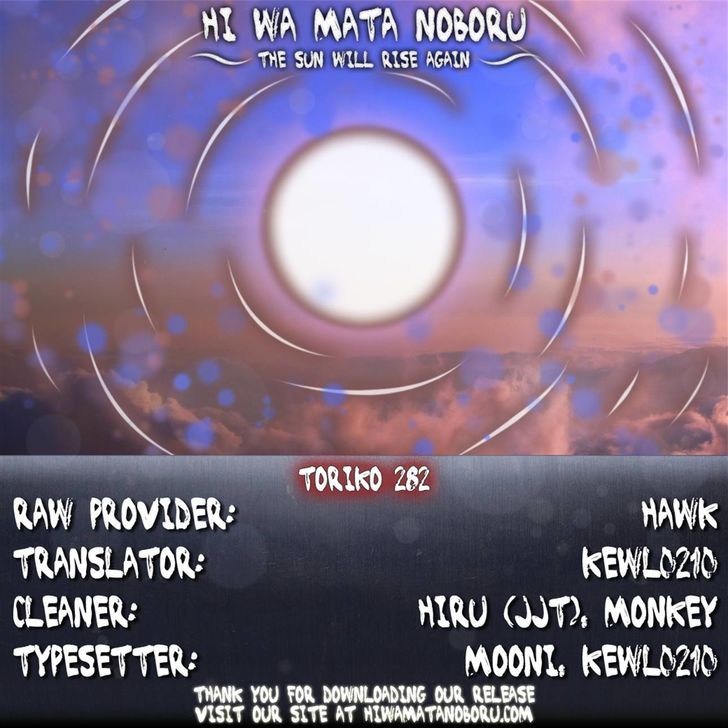 HI WA MATA NOBORU
THE SUN WILL RISE AGAIN
TORIKO 282
RAW PROVIDER: HAWK
TRANSLATOR: KEWL0210
CLEANER: HIRU (JJT), MONKEY
TYPESETTER: MOONI, KEWL0210
THANK YOU FOR DOWNLOADING OUR RELEASE
VISIT OUR SITE AT HIWAMATANOBORU.COM